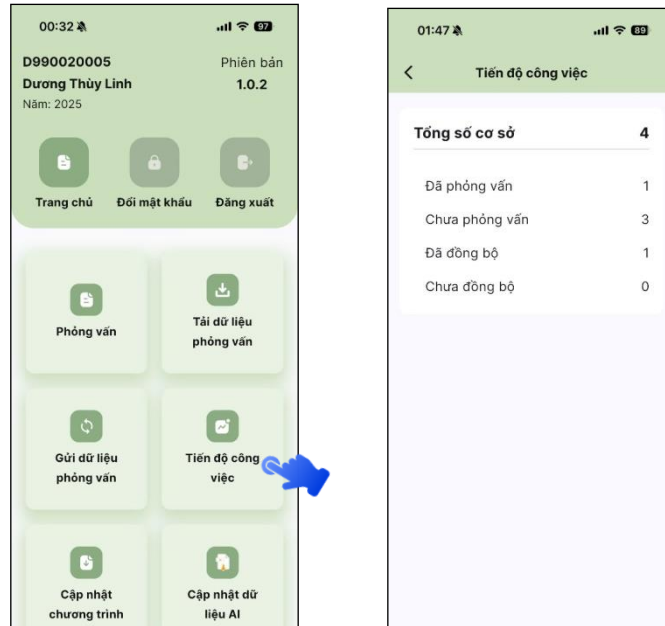 00:32
97
D990020005
Phiên bản
Dương Thùy Linh
1.0.2
Năm: 2025
Trang chủ
Đổi mật khẩu
Đăng xuất
Phỏng vấn
Tải dữ liệu
phỏng vấn
Gửi dữ liệu
phỏng vấn
Tiến độ công
việc
Cập nhật
chương trình
Cập nhật dữ
liệu AI
01:47
89
Tiến độ công việc
Tổng số cơ sở 4
Đã phỏng vấn 1
Chưa phỏng vấn 3
Đã đồng bộ 1
Chưa đồng bộ 0